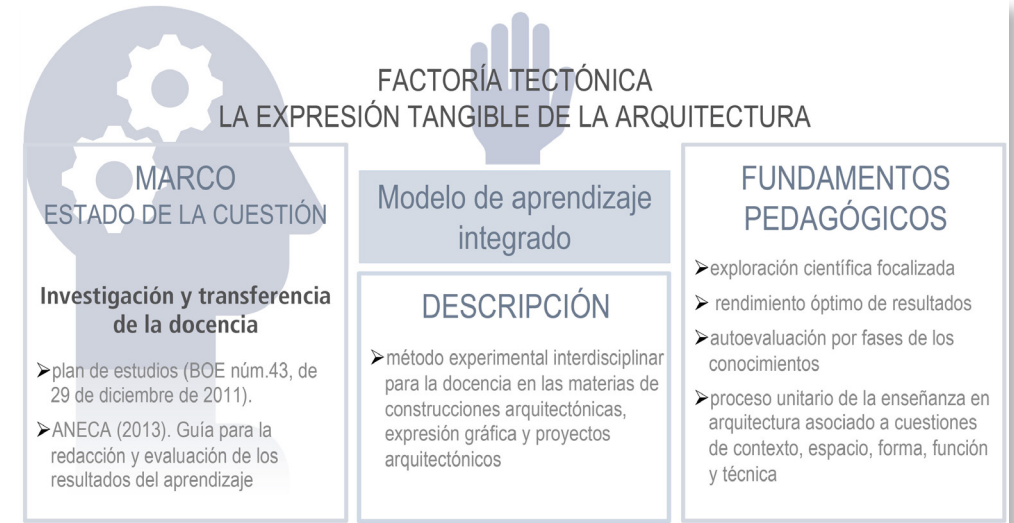 FACTORÍA TECTÓNICA
LA EXPRESIÓN TANGIBLE DE LA ARQUITECTURA
MARCO
ESTADO DE LA CUESTIÓN
Investigación y transferencia
de la docencia
➢plan de estudios (BOE núm.43, de
29 de diciembre de 2011).
➢ANECA (2013). Guía para la
redacción y evaluación de los
resultados del aprendizaje
Modelo de aprendizaje
integrado
DESCRIPCIÓN
➢método experimental interdisciplinar
para la docencia en las materias de
construcciones arquitectónicas,
expresión gráfica y proyectos
arquitectónicos
FUNDAMENTOS
PEDAGÓGICOS
➢exploración científica focalizada
➢ rendimiento óptimo de resultados
➢autoevaluación por fases de los
conocimientos
➢proceso unitario de la enseñanza en
arquitectura asociado a cuestiones
de contexto, espacio, forma, función
y técnica